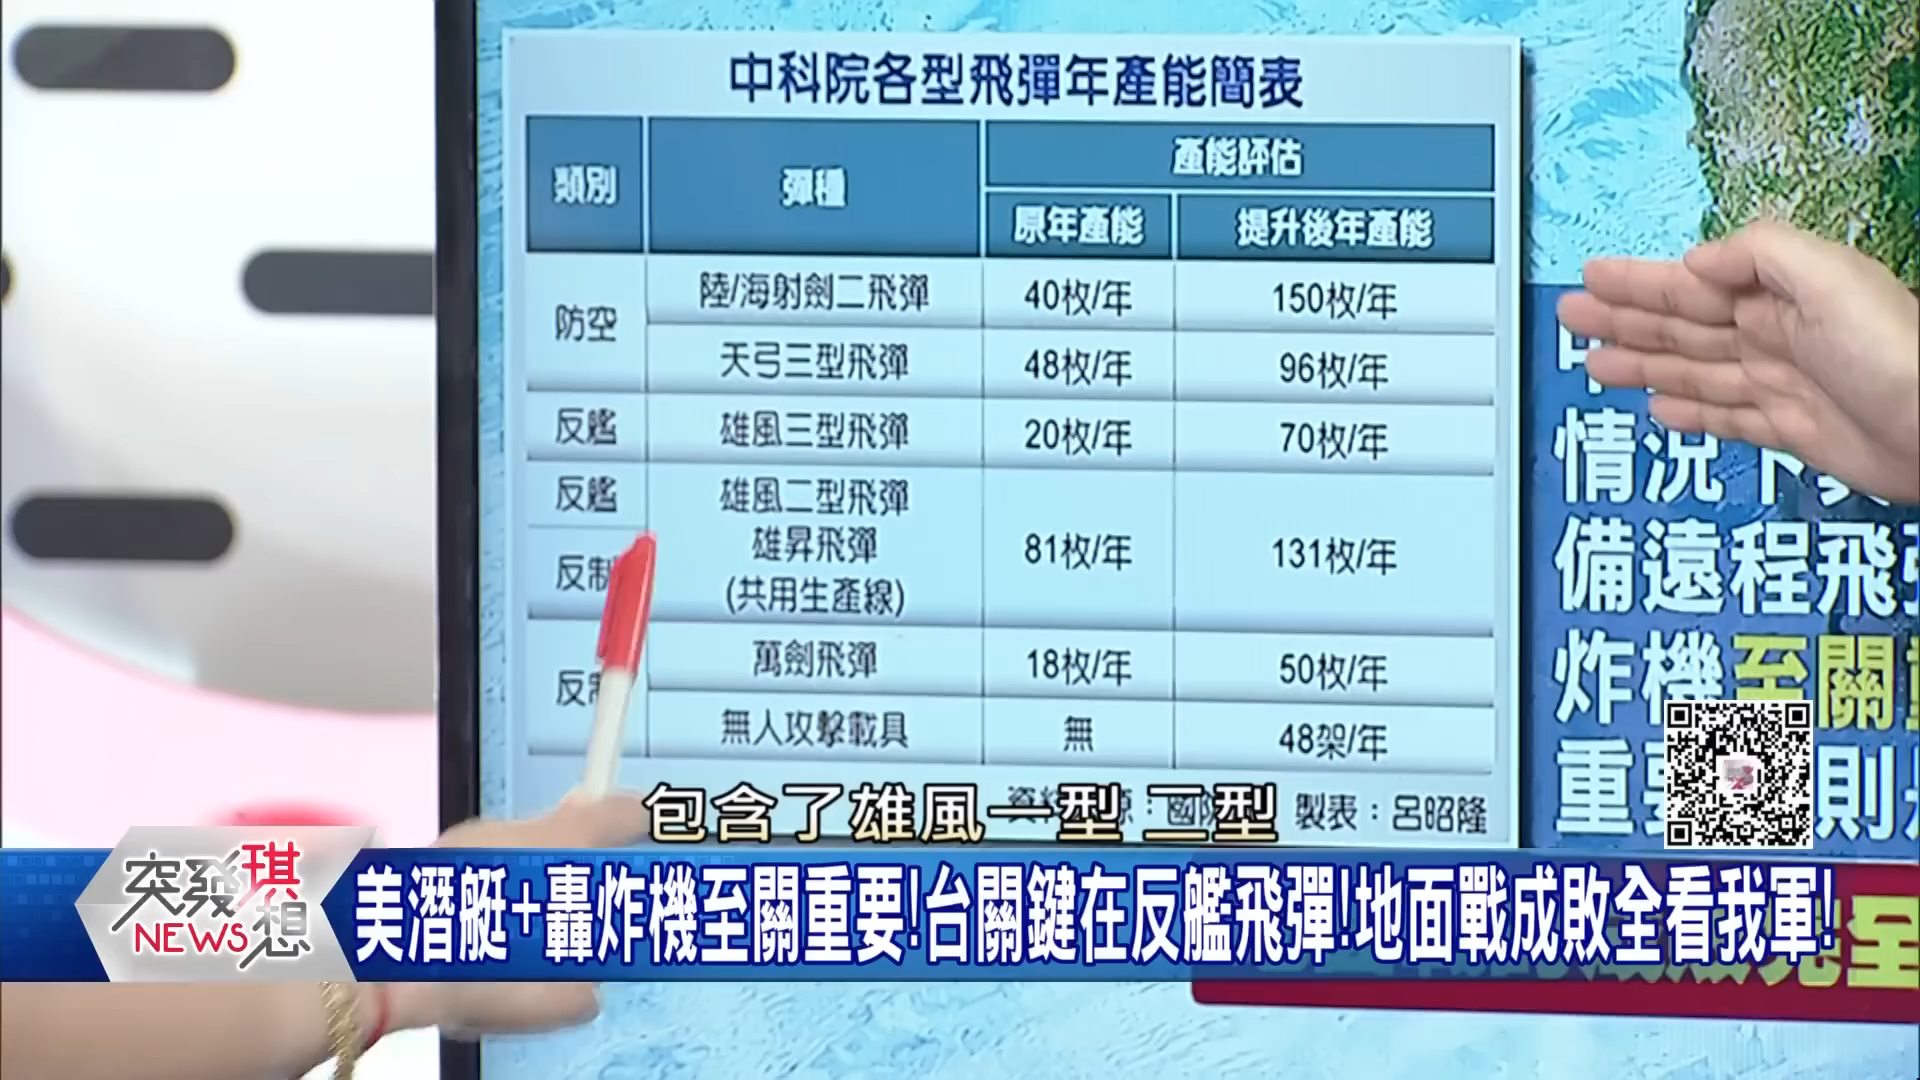 中科院各型飛彈年產能簡表
類別 彈種 產能評估
原年產能 提升後年產能
防空 陸/海射劍二飛彈 40枚/年 150枚/年
天弓三型飛彈 48枚/年 96枚/年
反艦 雄風三型飛彈 20枚/年 70枚/年
反艦 雄風二型飛彈
反制 雄昇飛彈 81枚/年 131枚/年
(共用生產線)
萬劍飛彈 18枚/年 50枚/年
無人攻擊載具 無 48架/年
製表：呂昭隆
情況下
備遠程飛
炸機至關
重要 則
包含了雄風一型 二型
突發琪想
NEWS
美潛艇+轟炸機至關重要!台關鍵在反艦飛彈!地面戰成敗全看我軍!